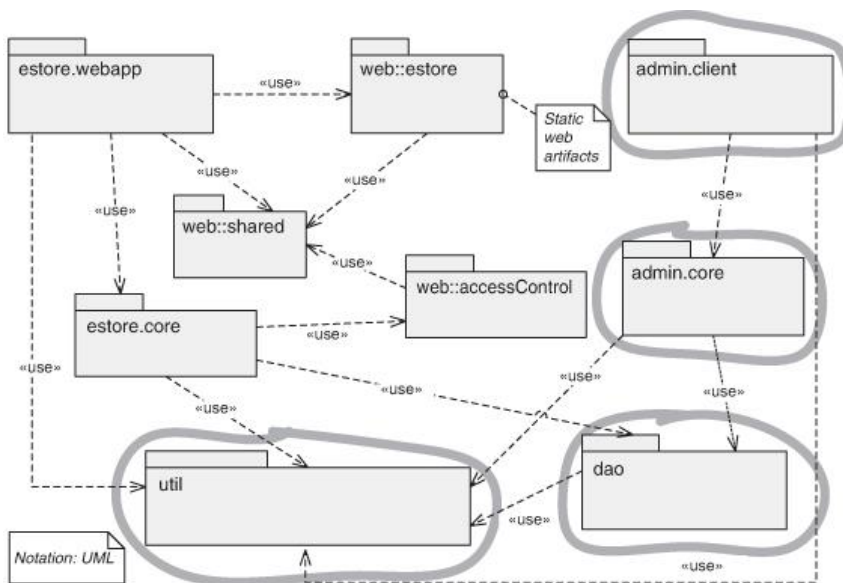 estore.webapp
«use»
web::estore
admin.client
Static
web
artifacts
«use»
«use»
«use»
«use»
web::shared
«use»
web::accessControl
admin.core
estore.core
«use»
«use»
«use»
«use»
«use»
«use»
util
dao
«use»
Notation: UML
«use»